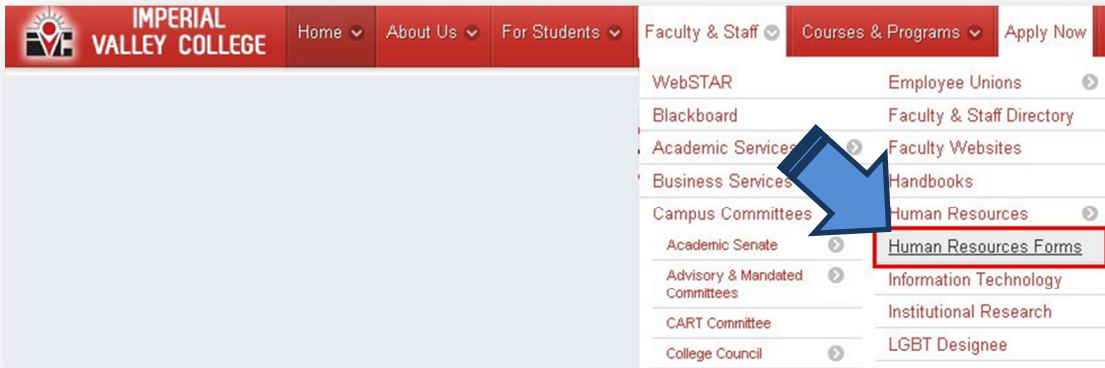 IMPERIAL
VALLEY COLLEGE
Home
About Us
For Students
Faculty & Staff
Courses & Programs
Apply Now
WebSTAR
Blackboard
Academic Services
Business Services
Campus Committees
Academic Senate
Advisory & Mandated
Committees
CART Committee
College Council
Employee Unions
Faculty & Staff Directory
Faculty Websites
Handbooks
Human Resources
Human Resources Forms
Information Technology
Institutional Research
LGBT Designee